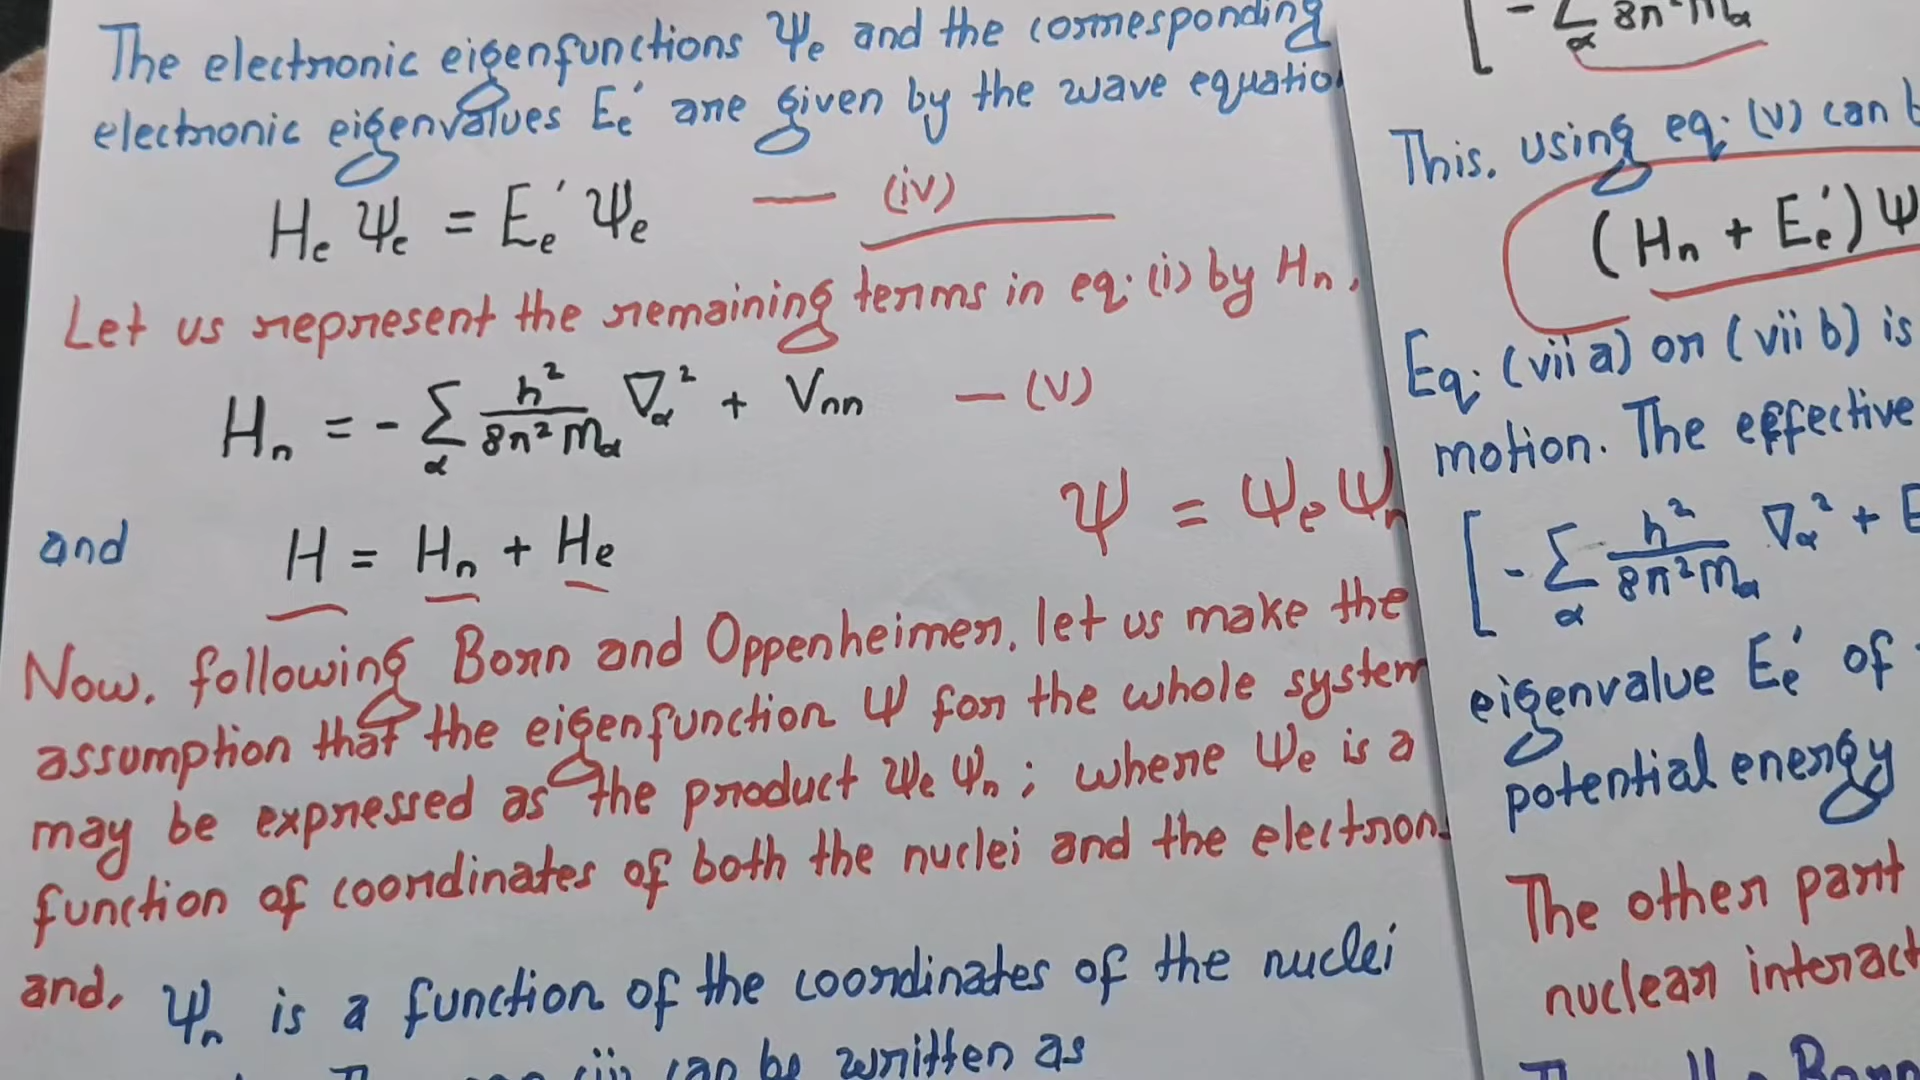 The electronic eigenfunctions Ψe and the corresponding
electronic eigenvalues Ee′ are given by the wave equation
He Ψe = Ee′ Ψe — (iv)
Let us represent the remaining terms in eq. (i) by Hn,
Hn = - Σα h²/8π²mα ∇α² + Vnn — (v)
Ψ = Ψe Ψn
and H = Hn + He
Now, following Born and Oppenheimer, let us make the
assumption that the eigenfunction Ψ for the whole system
may be expressed as the product Ψe Ψn ; where Ψe is a
function of coordinates of both the nuclei and the electron
and, Ψn is a function of the coordinates of the nuclei
can be written as
[ - Σα 8π²mα
This, using eq. (v) can
(Hn + Ee′) Ψ
Eq. (vii a) or (vii b) is
motion. The effective
[ - Σα h²/8π²mα ∇α² + E
eigenvalue Ee′ of
potential energy
The other part
nuclear interact